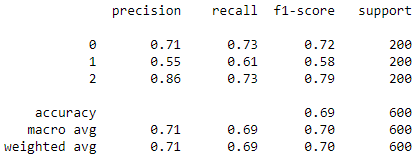 precision recall f1-score support
0 0.71 0.73 0.72 200
1 0.55 0.61 0.58 200
2 0.86 0.73 0.79 200
accuracy 0.69 600
macro avg 0.71 0.69 0.70 600
weighted avg 0.71 0.69 0.70 600